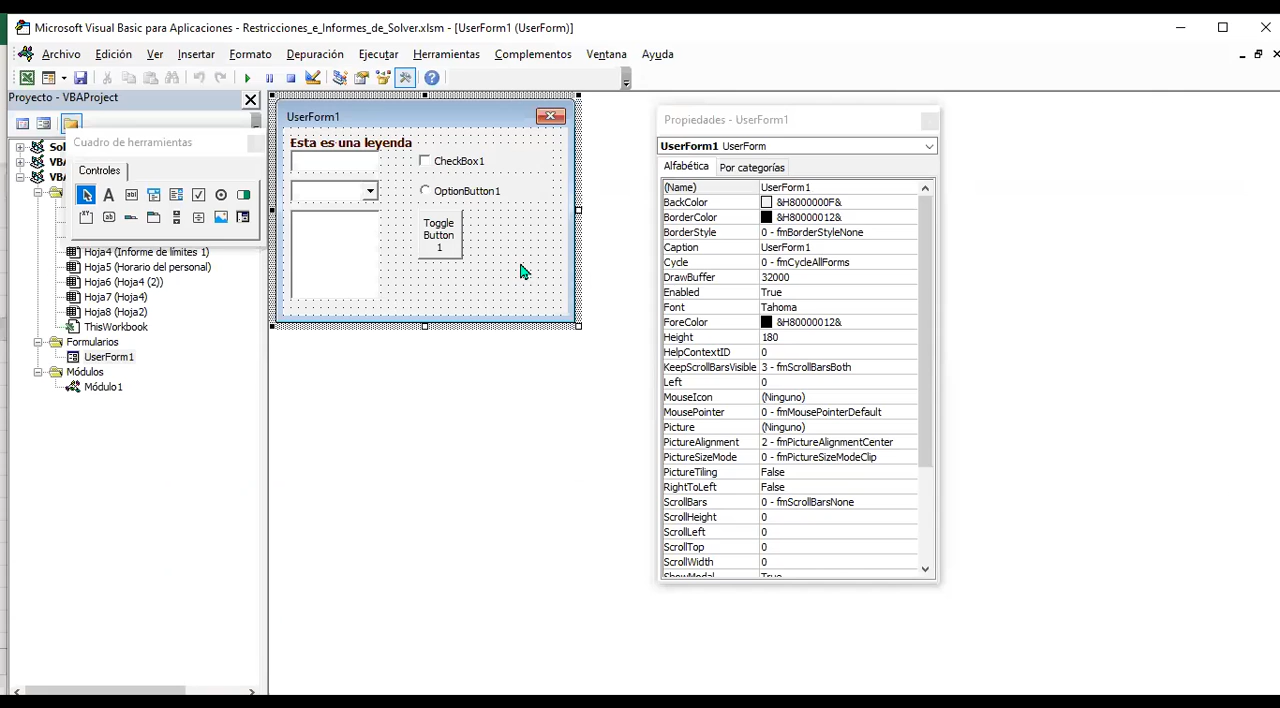 Microsoft Visual Basic para Aplicaciones - Restricciones_e_Informes_de_Solver.xlsm - [UserForm1 (UserForm)]
Archivo Edición Ver Insertar Formato Depuración Ejecutar Herramientas Complementos Ventana Ayuda
Proyecto - VBAProject
Sol
VB
VB
Cuadro de herramientas
Controles
Hoja4 (Informe de límites 1)
Hoja5 (Horario del personal)
Hoja6 (Hoja4 (2))
Hoja7 (Hoja4)
Hoja8 (Hoja2)
ThisWorkbook
Formularios
UserForm1
Módulos
Módulo1
UserForm1
Esta es una leyenda
CheckBox1
OptionButton1
Toggle
Button
1
Propiedades - UserForm1
UserForm1 UserForm
Alfabética Por categorías
(Name) UserForm1
BackColor &H8000000F&
BorderColor &H80000012&
BorderStyle 0 - fmBorderStyleNone
Caption UserForm1
Cycle 0 - fmCycleAllForms
DrawBuffer 32000
Enabled True
Font Tahoma
ForeColor &H80000012&
Height 180
HelpContextID 0
KeepScrollBarsVisible 3 - fmScrollBarsBoth
Left 0
MouseIcon (Ninguno)
MousePointer 0 - fmMousePointerDefault
Picture (Ninguno)
PictureAlignment 2 - fmPictureAlignmentCenter
PictureSizeMode 0 - fmPictureSizeModeClip
PictureTiling False
RightToLeft False
ScrollBars 0 - fmScrollBarsNone
ScrollHeight 0
ScrollLeft 0
ScrollTop 0
ScrollWidth 0
ShowModal True